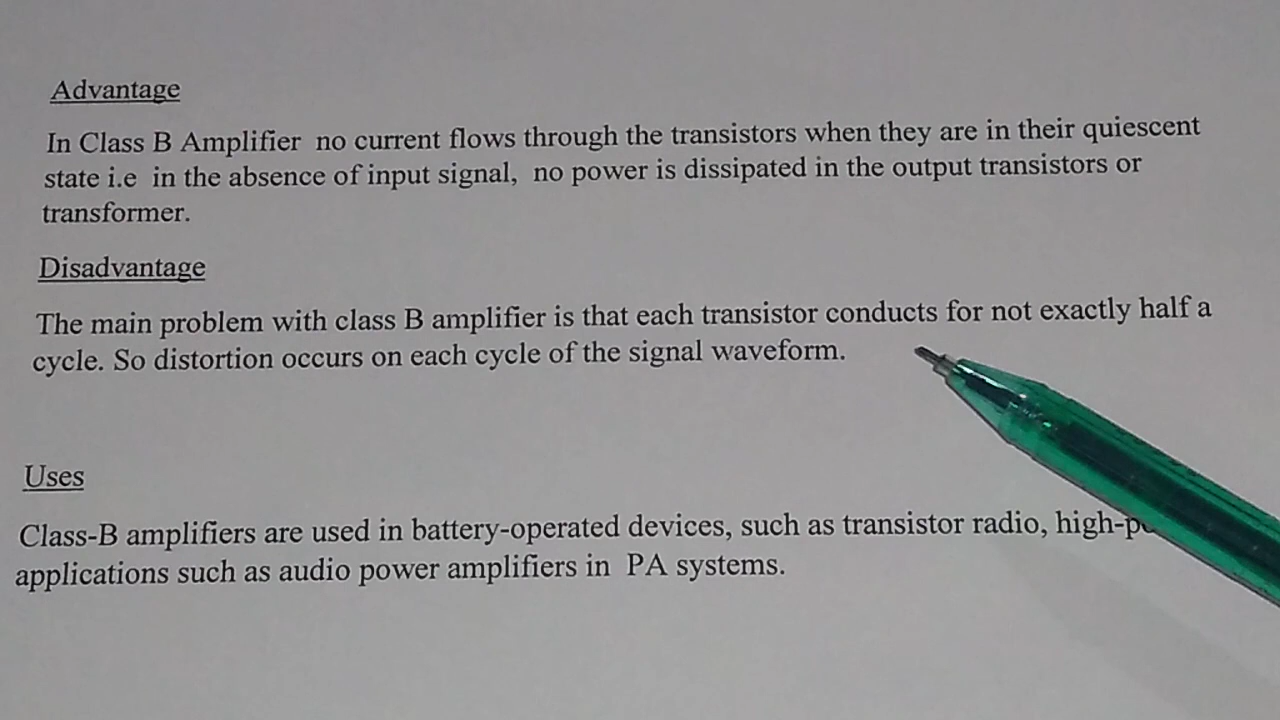 Advantage
In Class B Amplifier no current flows through the transistors when they are in their quiescent
state i.e in the absence of input signal, no power is dissipated in the output transistors or
transformer.
Disadvantage
The main problem with class B amplifier is that each transistor conducts for not exactly half a
cycle. So distortion occurs on each cycle of the signal waveform.
Uses
Class-B amplifiers are used in battery-operated devices, such as transistor radio,
applications such as audio power amplifiers in PA systems.